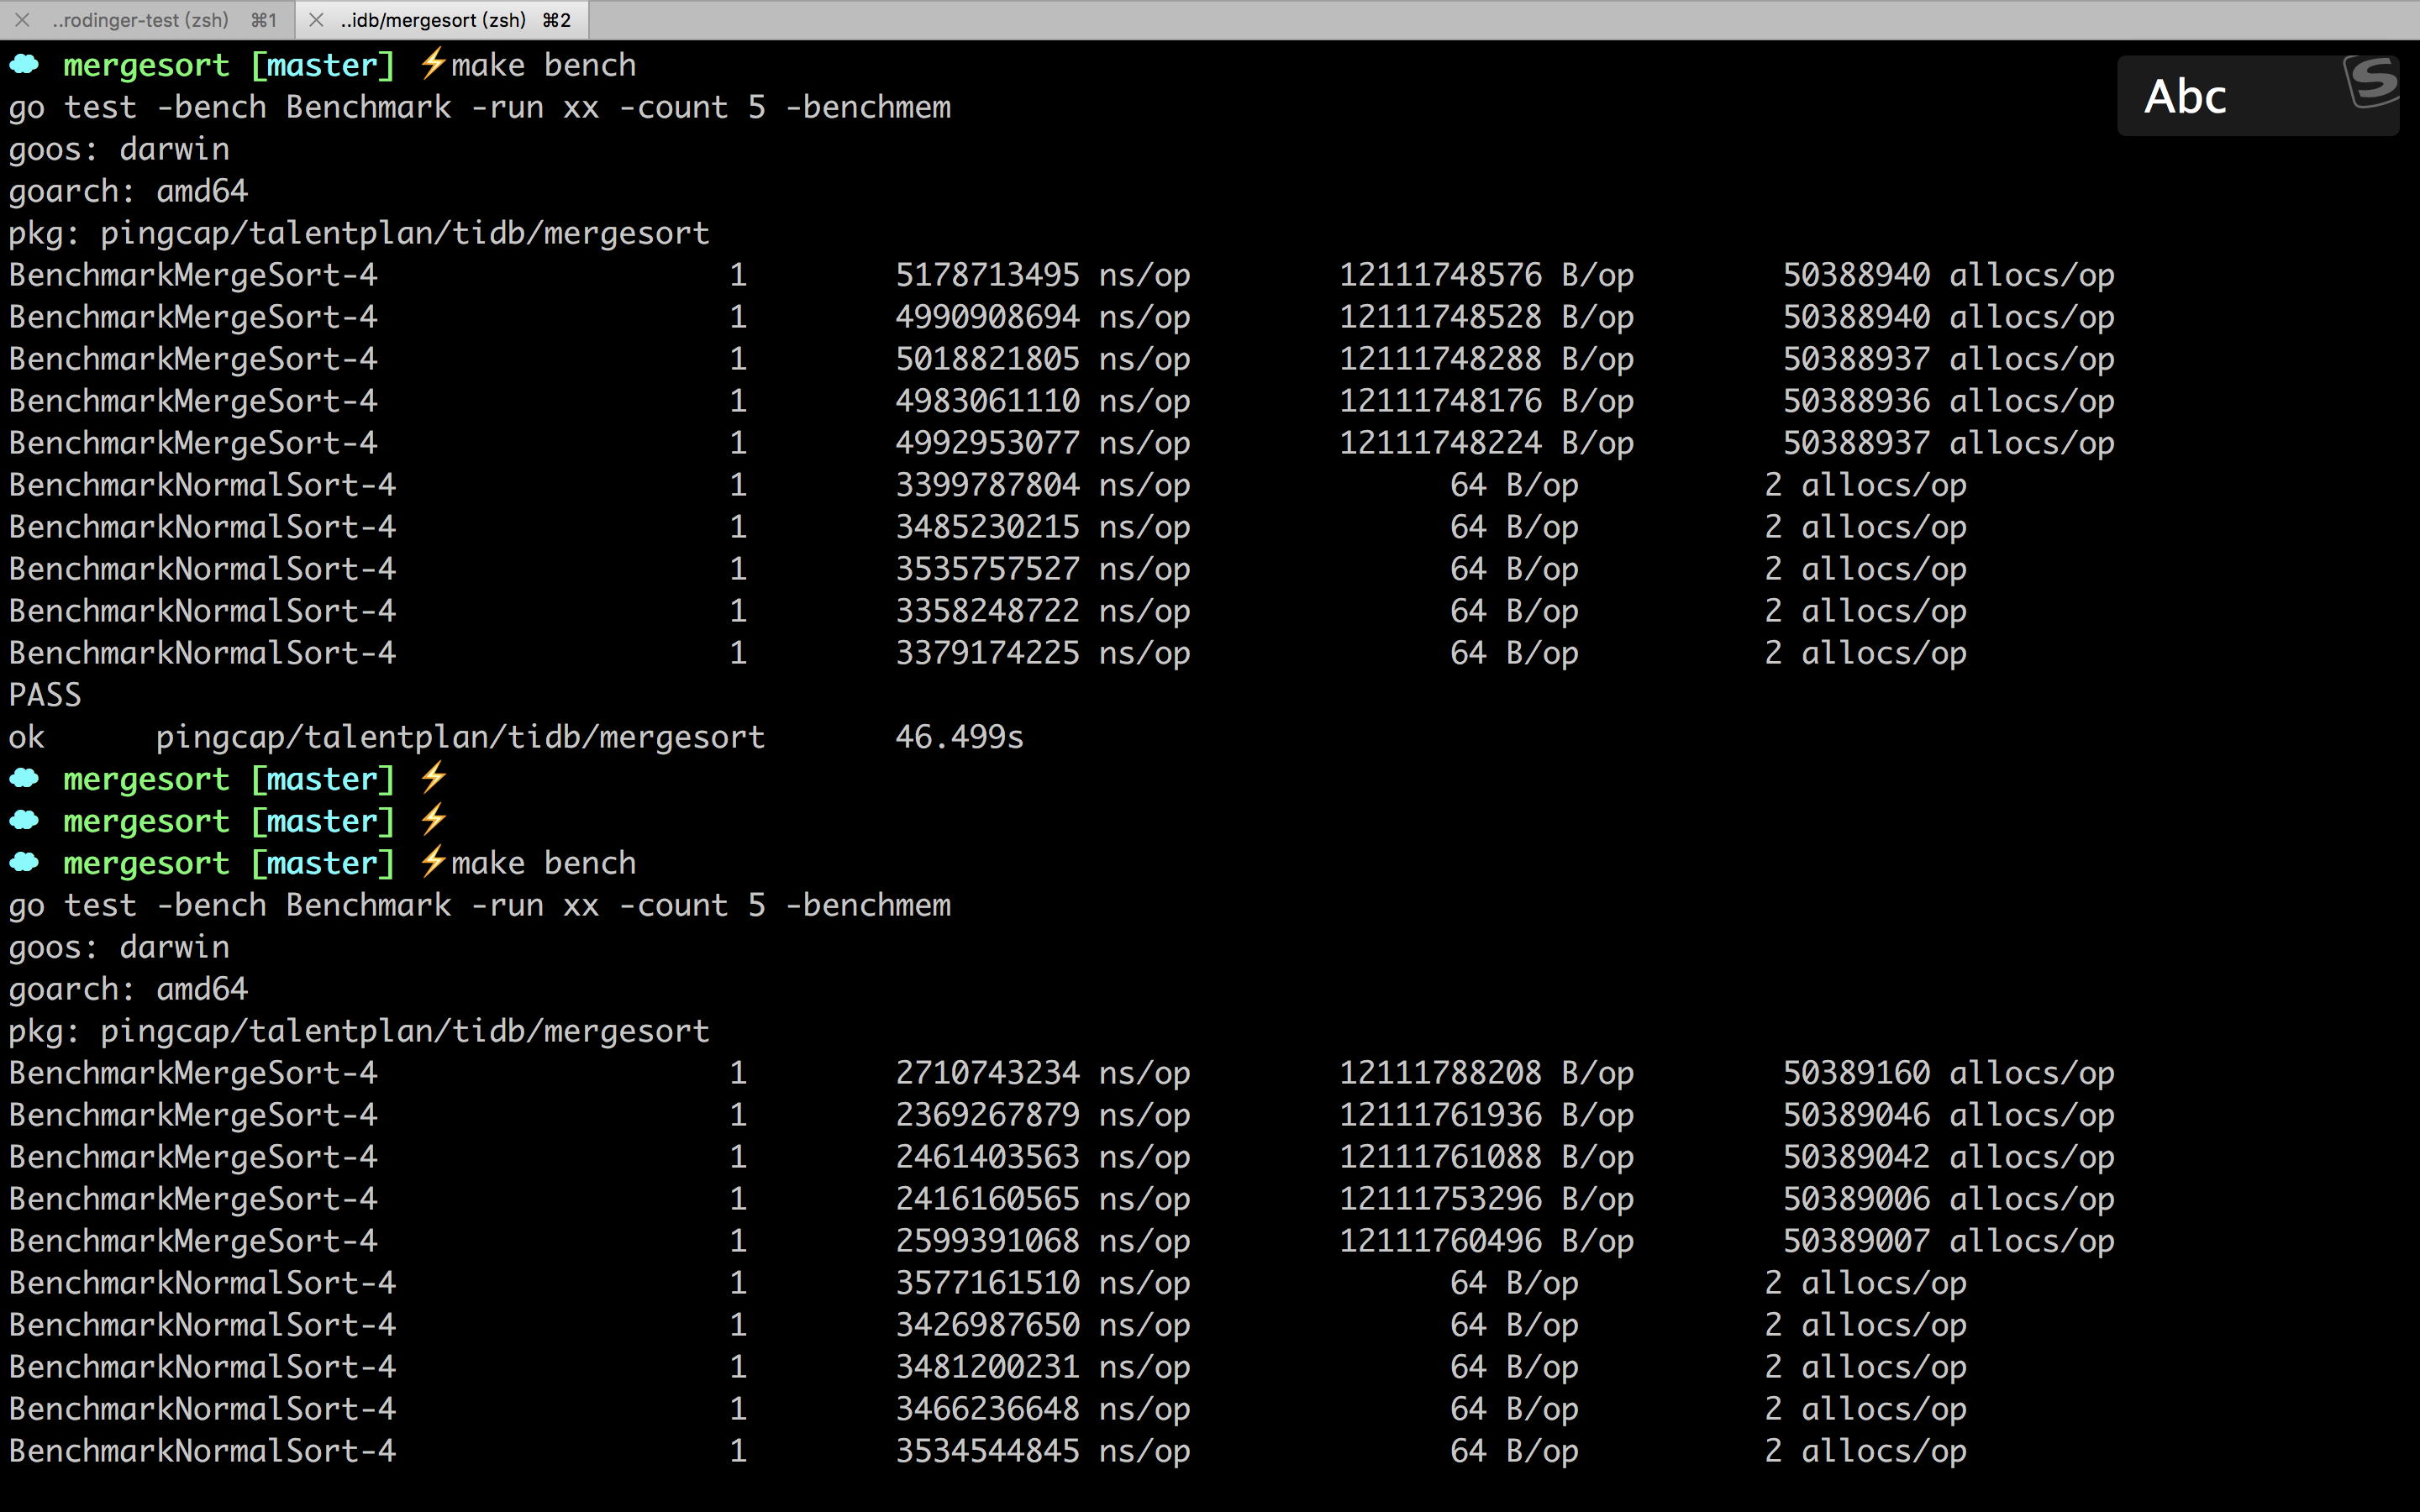 ..rodinger-test (zsh) ⌘1 ..idb/mergesort (zsh) ⌘2
mergesort [master] ⚡make bench
Abc
go test -bench Benchmark -run xx -count 5 -benchmem
goos: darwin
goarch: amd64
pkg: pingcap/talentplan/tidb/mergesort
BenchmarkMergeSort-4 1 5178713495 ns/op 12111748576 B/op 50388940 allocs/op
BenchmarkMergeSort-4 1 4990908694 ns/op 12111748528 B/op 50388940 allocs/op
BenchmarkMergeSort-4 1 5018821805 ns/op 12111748288 B/op 50388937 allocs/op
BenchmarkMergeSort-4 1 4983061110 ns/op 12111748176 B/op 50388936 allocs/op
BenchmarkMergeSort-4 1 4992953077 ns/op 12111748224 B/op 50388937 allocs/op
BenchmarkNormalSort-4 1 3399787804 ns/op 64 B/op 2 allocs/op
BenchmarkNormalSort-4 1 3485230215 ns/op 64 B/op 2 allocs/op
BenchmarkNormalSort-4 1 3535757527 ns/op 64 B/op 2 allocs/op
BenchmarkNormalSort-4 1 3358248722 ns/op 64 B/op 2 allocs/op
BenchmarkNormalSort-4 1 3379174225 ns/op 64 B/op 2 allocs/op
PASS
ok pingcap/talentplan/tidb/mergesort 46.499s
mergesort [master] ⚡
mergesort [master] ⚡
mergesort [master] ⚡make bench
go test -bench Benchmark -run xx -count 5 -benchmem
goos: darwin
goarch: amd64
pkg: pingcap/talentplan/tidb/mergesort
BenchmarkMergeSort-4 1 2710743234 ns/op 12111788208 B/op 50389160 allocs/op
BenchmarkMergeSort-4 1 2369267879 ns/op 12111761936 B/op 50389046 allocs/op
BenchmarkMergeSort-4 1 2461403563 ns/op 12111761088 B/op 50389042 allocs/op
BenchmarkMergeSort-4 1 2416160565 ns/op 12111753296 B/op 50389006 allocs/op
BenchmarkMergeSort-4 1 2599391068 ns/op 12111760496 B/op 50389007 allocs/op
BenchmarkNormalSort-4 1 3577161510 ns/op 64 B/op 2 allocs/op
BenchmarkNormalSort-4 1 3426987650 ns/op 64 B/op 2 allocs/op
BenchmarkNormalSort-4 1 3481200231 ns/op 64 B/op 2 allocs/op
BenchmarkNormalSort-4 1 3466236648 ns/op 64 B/op 2 allocs/op
BenchmarkNormalSort-4 1 3534544845 ns/op 64 B/op 2 allocs/op